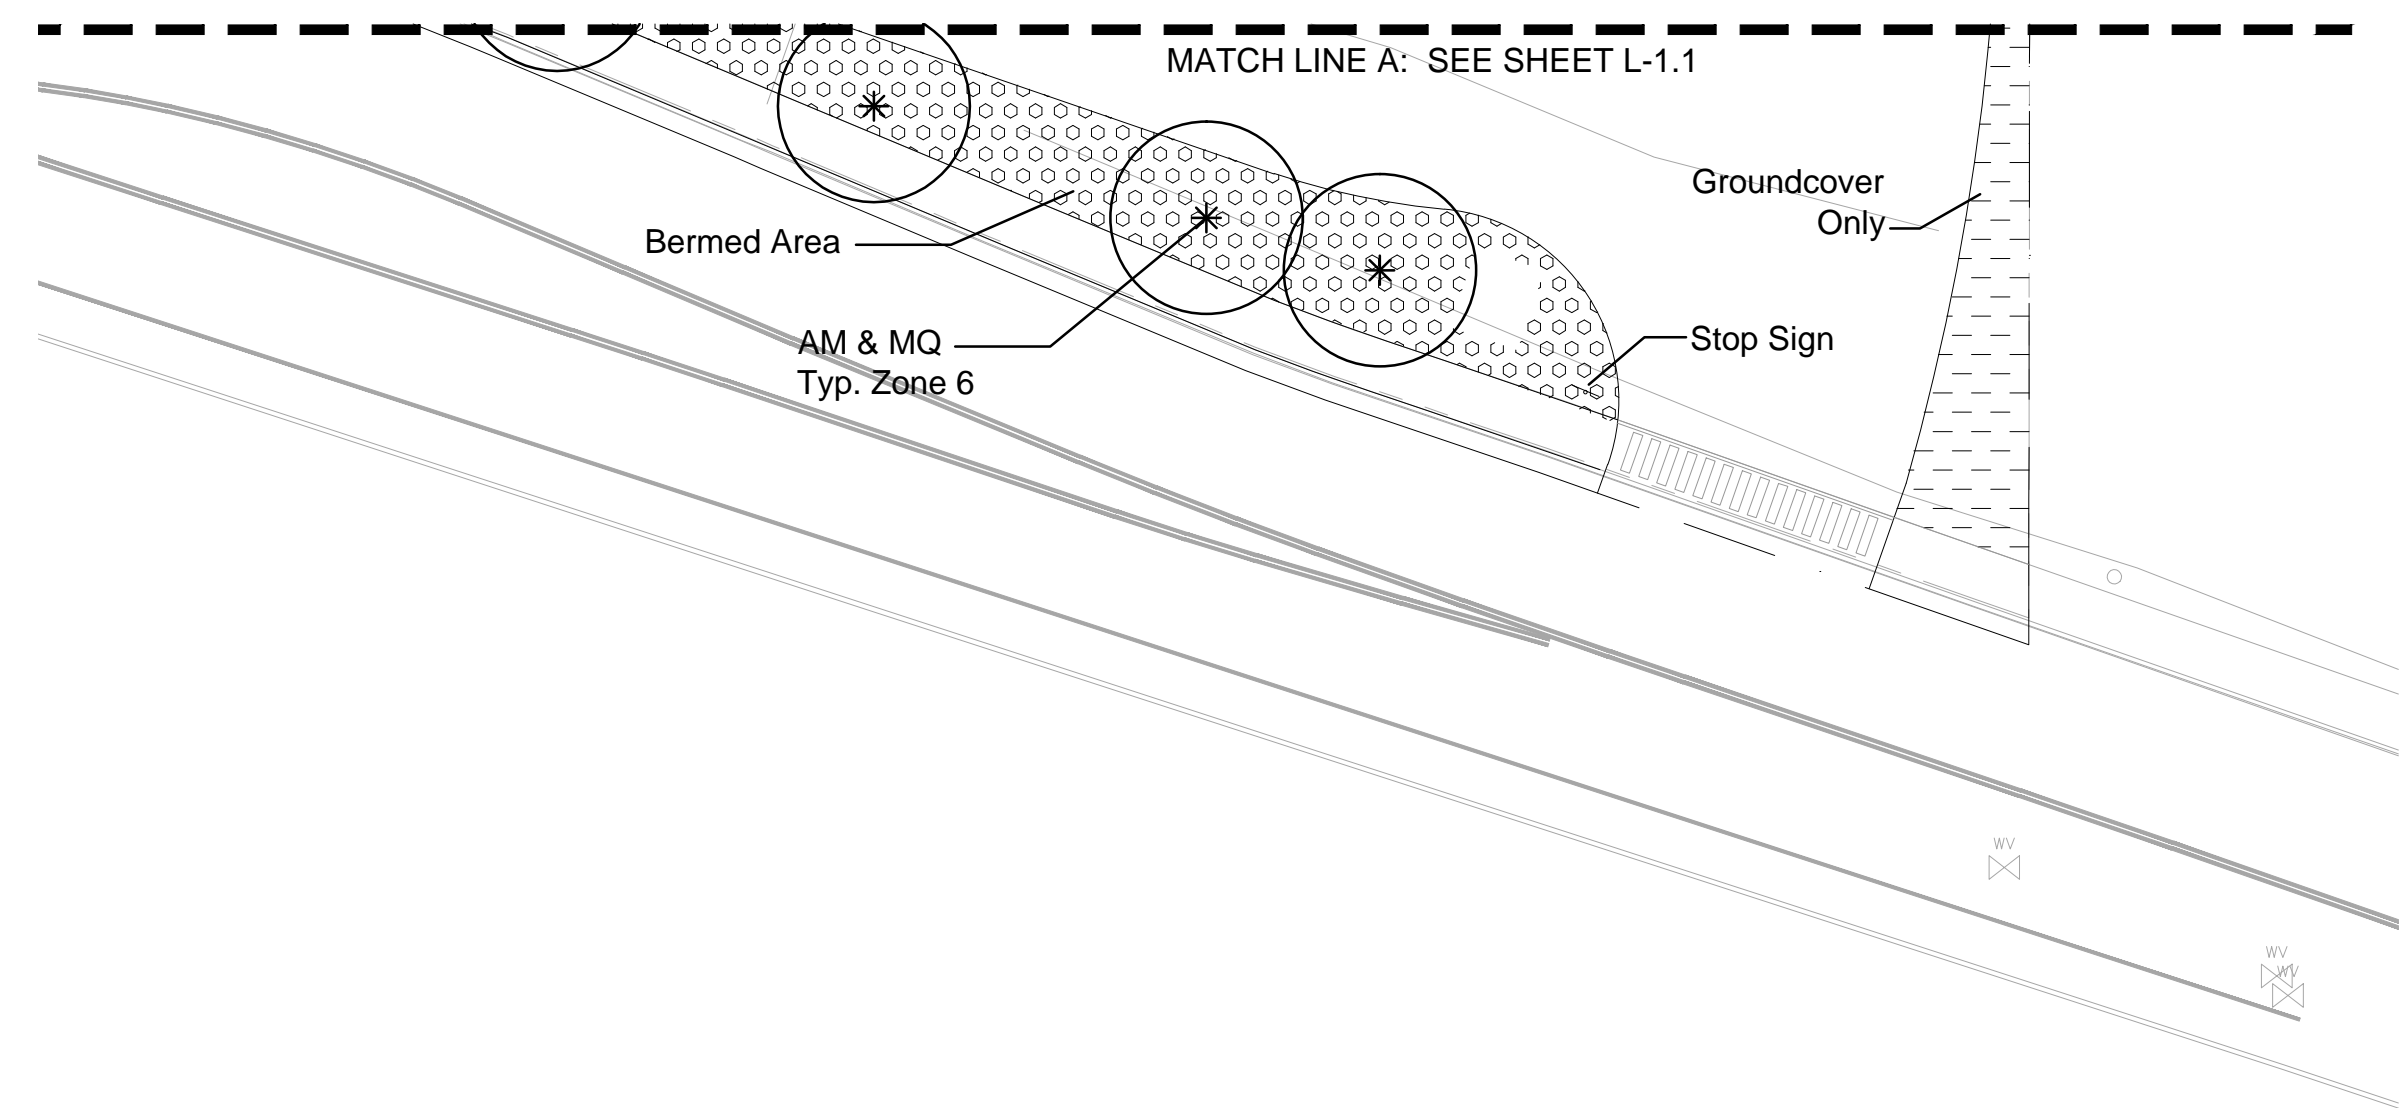 MATCH LINE A: SEE SHEET L-1.1
Groundcover
Only
Bermed Area
AM & MQ
Typ. Zone 6
Stop Sign
WV
WV
WV